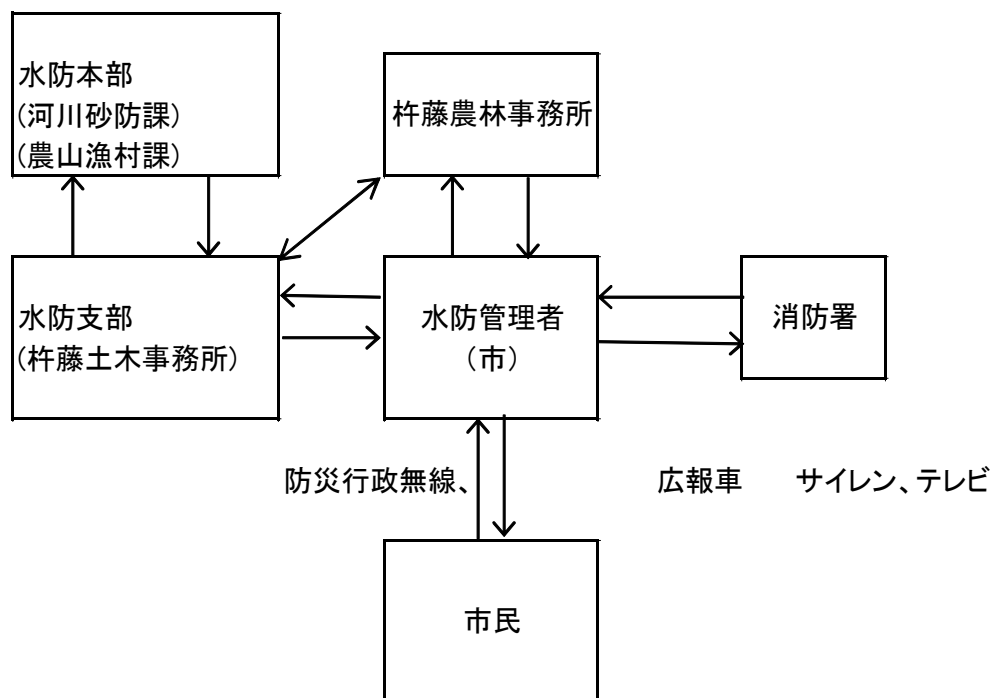 水防本部
(河川砂防課)
(農山漁村課)
杵藤農林事務所
水防支部
(杵藤土木事務所)
水防管理者
(市)
消防署
防災行政無線、 広報車 サイレン、テレビ
市民